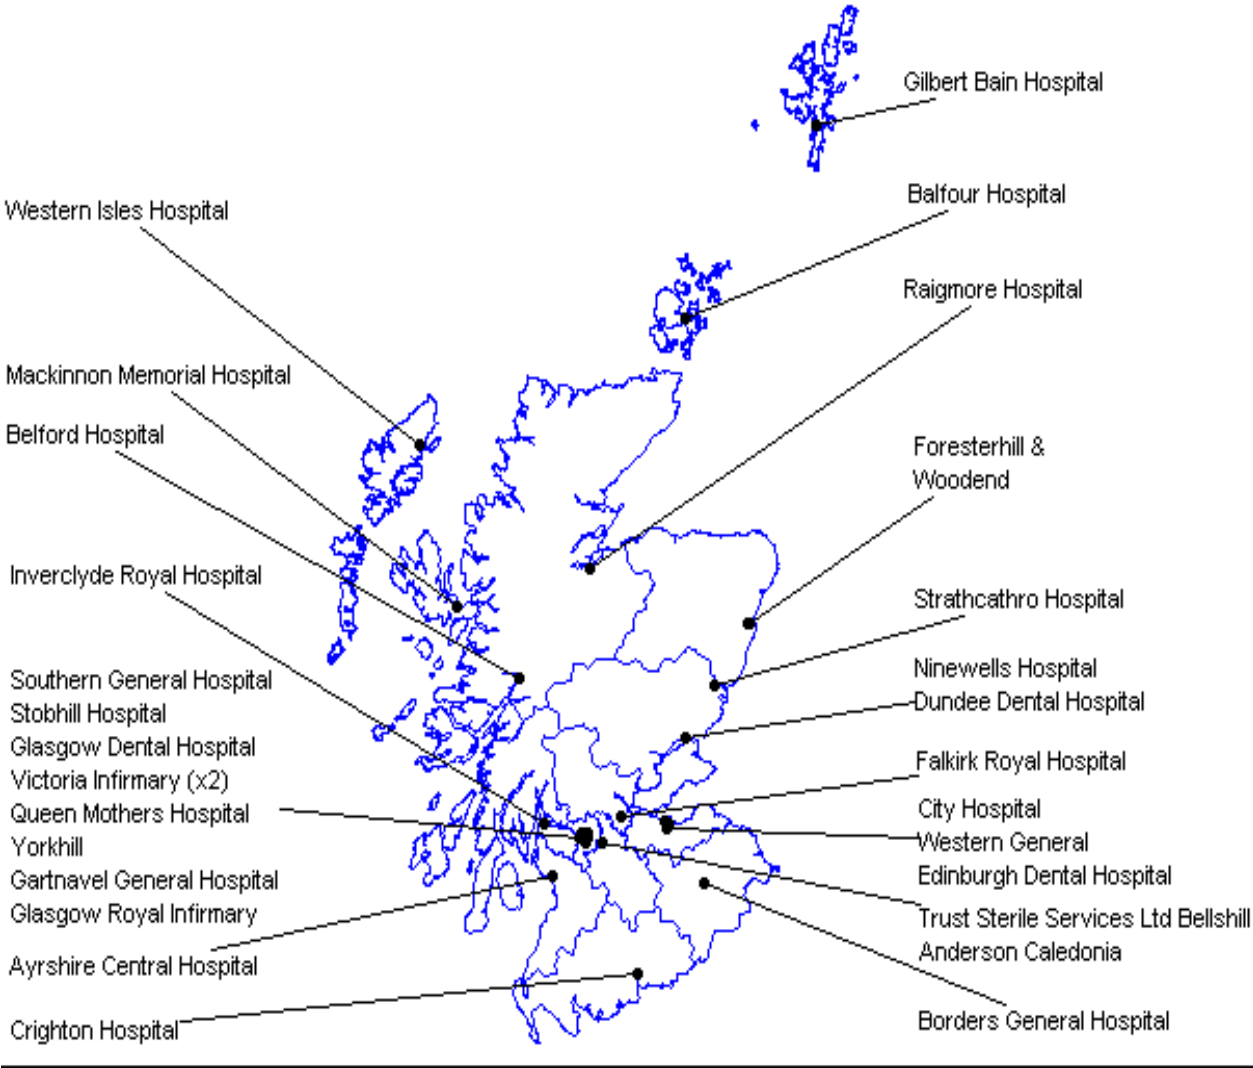 Gilbert Bain Hospital
Balfour Hospital
Western Isles Hospital
Raigmore Hospital
Mackinnon Memorial Hospital
Belford Hospital
Foresterhill &
Woodend
Inverclyde Royal Hospital
Strathcathro Hospital
Southern General Hospital
Stobhill Hospital
Glasgow Dental Hospital
Victoria Infirmary (x2)
Queen Mothers Hospital
Yorkhill
Gartnavel General Hospital
Glasgow Royal Infirmary
Ninewells Hospital
Dundee Dental Hospital
Falkirk Royal Hospital
City Hospital
Western General
Edinburgh Dental Hospital
Trust Sterile Services Ltd Bellshill
Anderson Caledonia
Ayrshire Central Hospital
Crighton Hospital
Borders General Hospital